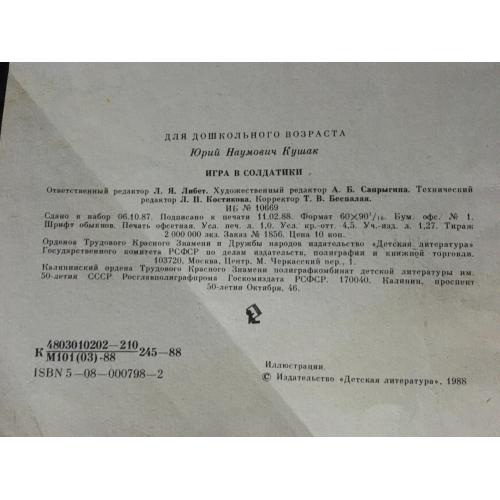 ДЛЯ ДОШКОЛЬНОГО ВОЗРАСТА
Юрий Наумович Кушак
ИГРА В СОЛДАТИКИ
Ответственный редактор Л. Я. Либет. Художественный редактор А. Б. Сапрыгина. Технический
редактор Л. П. Костикова. Корректор Т. В. Беспалая.
ИБ № 10669
Сдано в набор 06.10.87. Подписано к печати 11.02.88. Формат 60×90¹/₁₆. Бум. офс. № 1.
Шрифт обыкнов. Печать офсетная. Усл. печ. л. 1,0. Усл. кр.-отт. 4,5. Уч.-изд. л. 1,27. Тираж
2 000 000 экз. Заказ № 1856. Цена 10 коп.
Орденов Трудового Красного Знамени и Дружбы народов издательство «Детская литература»
Государственного комитета РСФСР по делам издательств, полиграфии и книжной торговли.
103720, Москва, Центр, М. Черкасский пер., 1.
Калининский ордена Трудового Красного Знамени полиграфкомбинат детской литературы им.
50-летия СССР Росглавполиграфпрома Госкомиздата РСФСР. 170040, Калинин, проспект
50-летия Октября, 46.
К 4803010202—210
М101(03)-88 245—88
ISBN 5—08—000798—2
Иллюстрации.
© Издательство «Детская литература», 1988